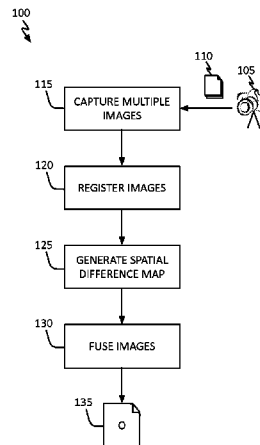 100
110
105
115
CAPTURE MULTIPLE
IMAGES
120
REGISTER IMAGES
125
GENERATE SPATIAL
DIFFERENCE MAP
130
FUSE IMAGES
135
O